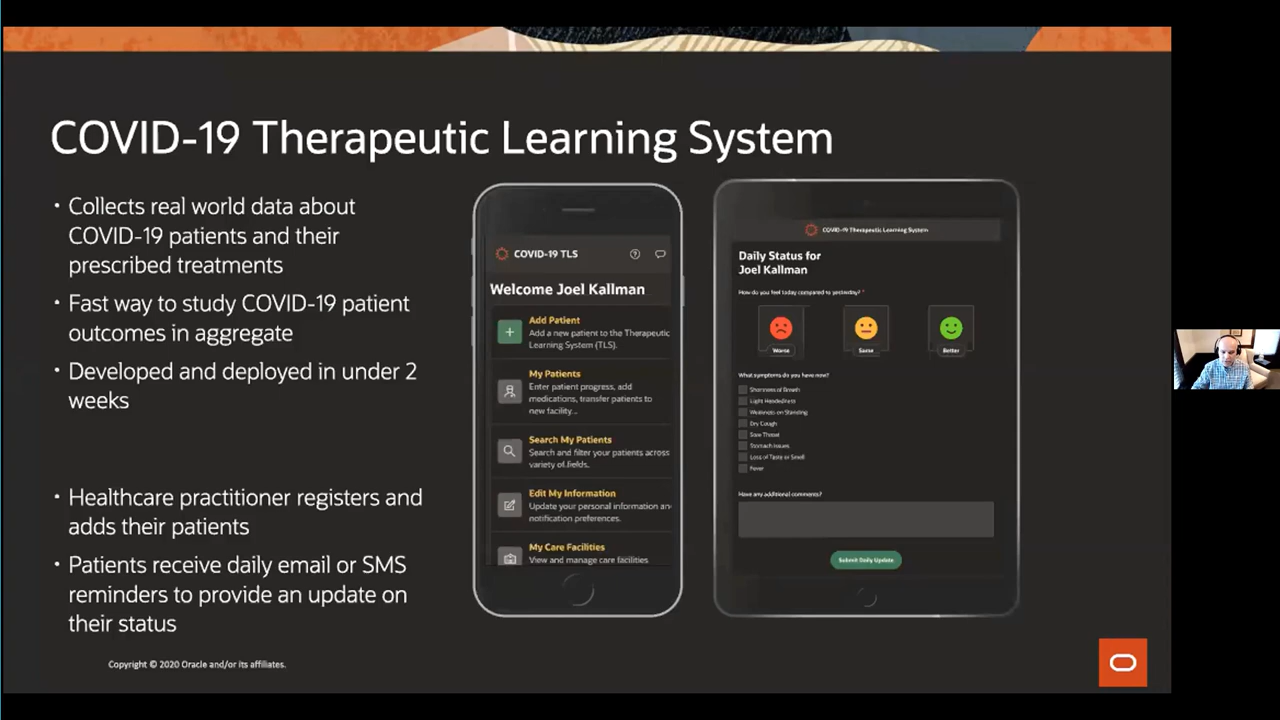 COVID-19 Therapeutic Learning System
• Collects real world data about
COVID-19 patients and their
prescribed treatments
• Fast way to study COVID-19 patient
outcomes in aggregate
• Developed and deployed in under 2
weeks
• Healthcare practitioner registers and
adds their patients
• Patients receive daily email or SMS
reminders to provide an update on
their status
COVID-19 TLS
Welcome Joel Kallman
Add Patient
Add a new patient to the Therapeutic
Learning System (TLS).
My Patients
Enter patient progress, add
medications, transfer patients to
new facility...
Search My Patients
Search and filter your patients across
variety of fields.
Edit My Information
Update your personal information an
notification preferences.
My Care Facilities
View and manage care facilities
COVID-19 Therapeutic Learning System
Daily Status for
Joel Kallman
How do you feel today compared to yesterday? *
Worse
Same
Better
What symptoms do you have now?
Shortness of Breath
Light Headedness
Weakness on Standing
Dry Cough
Sore Throat
Stomach Issues
Loss of Taste or Smell
Fever
Have any additional comments?
Submit Daily Update
Copyright © 2020 Oracle and/or its affiliates.